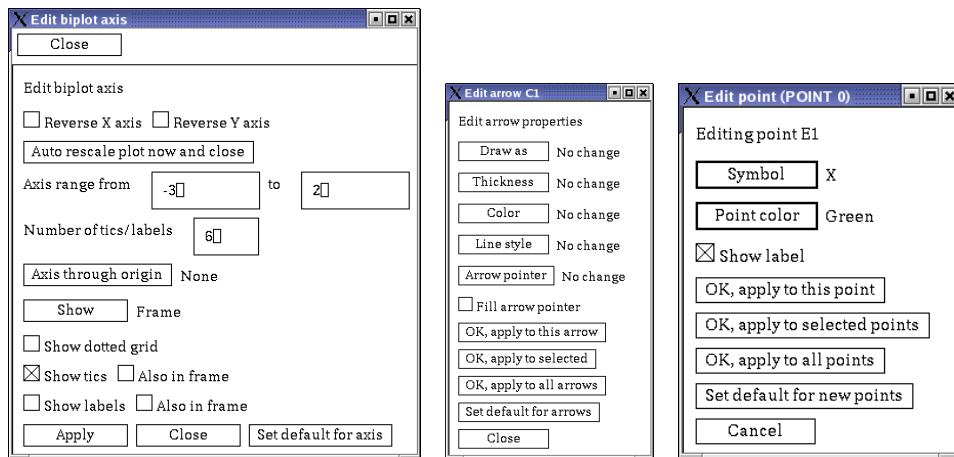 Edit biplot axis
Close
Edit biplot axis
Reverse X axis Reverse Y axis
Auto rescale plot now and close
Axis range from -3 to 2
Number of tics/labels 6
Axis through origin None
Show Frame
Show dotted grid
Show tics Also in frame
Show labels Also in frame
Apply Close Set default for axis
Edit arrow C1
Edit arrow properties
Draw as No change
Thickness No change
Color No change
Line style No change
Arrow pointer No change
Fill arrow pointer
OK, apply to this arrow
OK, apply to selected
OK, apply to all arrows
Set default for arrows
Close
Edit point (POINT 0)
Editing point E1
Symbol X
Point color Green
Show label
OK, apply to this point
OK, apply to selected points
OK, apply to all points
Set default for new points
Cancel